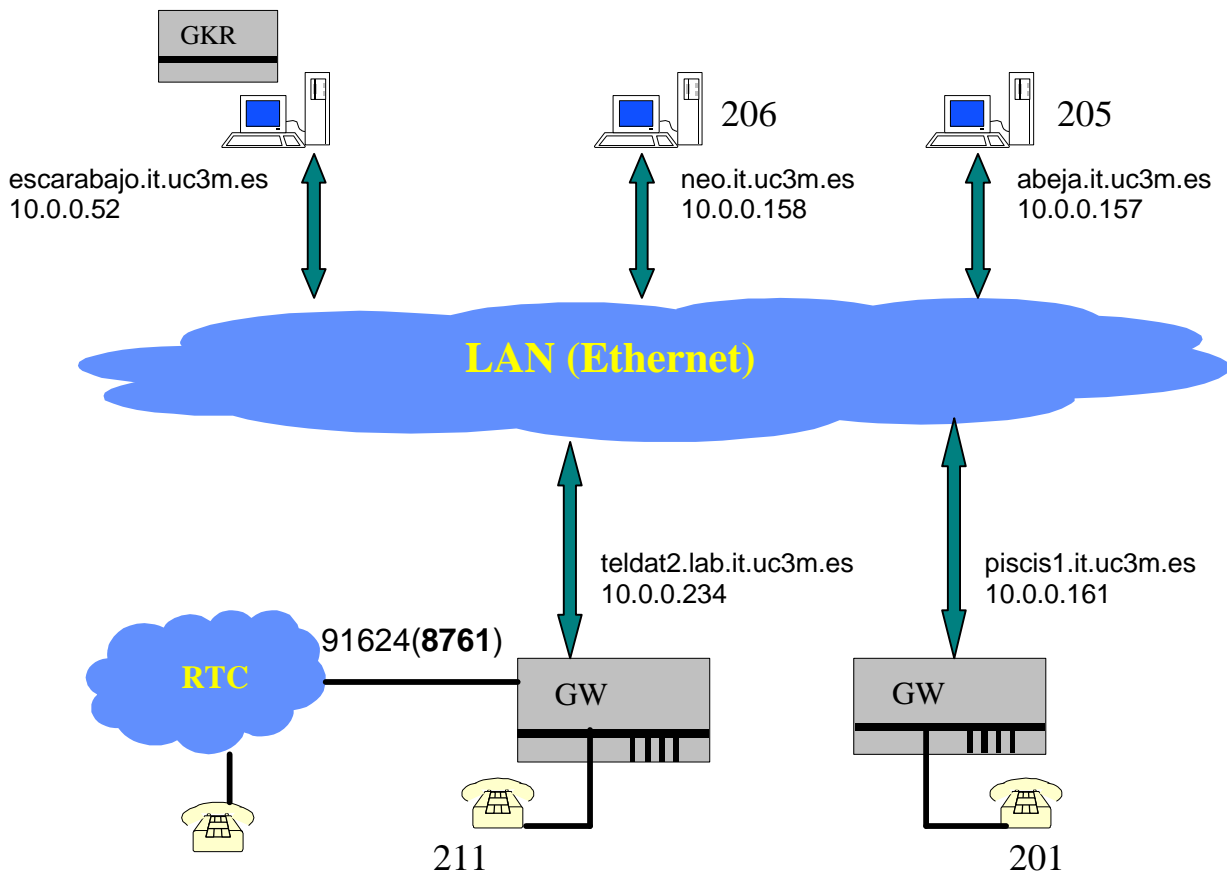 GKR
206
205
escarabajo.it.uc3m.es
10.0.0.52
neo.it.uc3m.es
10.0.0.158
abeja.it.uc3m.es
10.0.0.157
LAN (Ethernet)
teldat2.lab.it.uc3m.es
10.0.0.234
piscis1.it.uc3m.es
10.0.0.161
91624(8761)
RTC
GW
GW
211
201